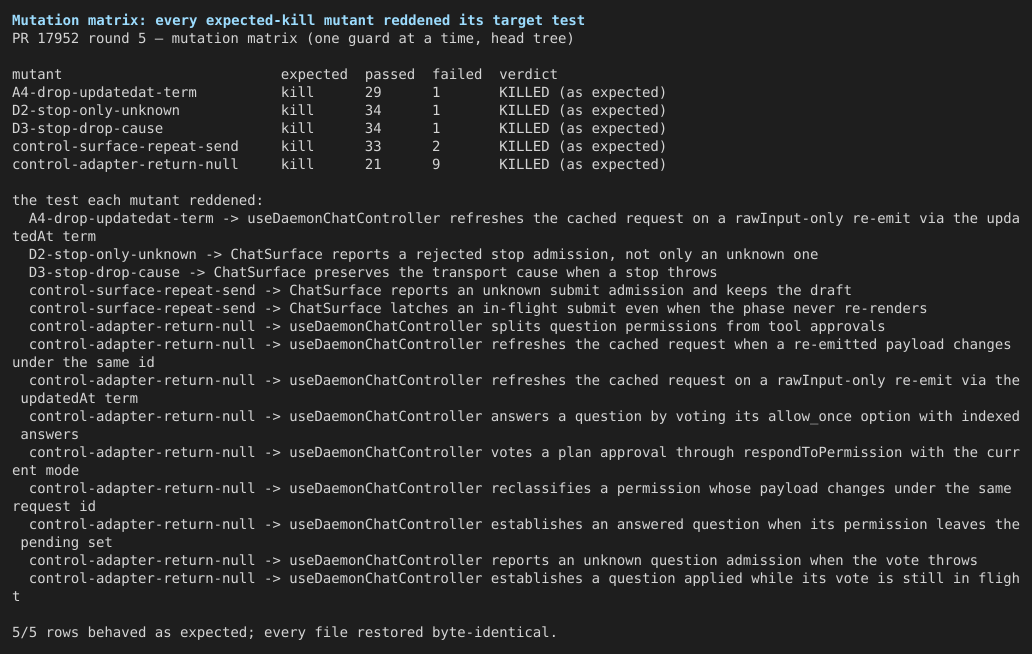 Mutation matrix: every expected-kill mutant reddened its target test
PR 17952 round 5 — mutation matrix (one guard at a time, head tree)
mutant                          expected  passed  failed  verdict
A4-drop-updatedat-term          kill      29      1       KILLED (as expected)
D2-stop-only-unknown            kill      34      1       KILLED (as expected)
D3-stop-drop-cause              kill      34      1       KILLED (as expected)
control-surface-repeat-send     kill      33      2       KILLED (as expected)
control-adapter-return-null     kill      21      9       KILLED (as expected)
the test each mutant reddened:
  A4-drop-updatedat-term -> useDaemonChatController refreshes the cached request on a rawInput-only re-emit via the upda
tedAt term
  D2-stop-only-unknown -> ChatSurface reports a rejected stop admission, not only an unknown one
  D3-stop-drop-cause -> ChatSurface preserves the transport cause when a stop throws
  control-surface-repeat-send -> ChatSurface reports an unknown submit admission and keeps the draft
  control-surface-repeat-send -> ChatSurface latches an in-flight submit even when the phase never re-renders
  control-adapter-return-null -> useDaemonChatController splits question permissions from tool approvals
  control-adapter-return-null -> useDaemonChatController refreshes the cached request when a re-emitted payload changes
under the same id
  control-adapter-return-null -> useDaemonChatController refreshes the cached request on a rawInput-only re-emit via the
 updatedAt term
  control-adapter-return-null -> useDaemonChatController answers a question by voting its allow_once option with indexed
 answers
  control-adapter-return-null -> useDaemonChatController votes a plan approval through respondToPermission with the curr
ent mode
  control-adapter-return-null -> useDaemonChatController reclassifies a permission whose payload changes under the same
request id
  control-adapter-return-null -> useDaemonChatController establishes an answered question when its permission leaves the
 pending set
  control-adapter-return-null -> useDaemonChatController reports an unknown question admission when the vote throws
  control-adapter-return-null -> useDaemonChatController establishes a question applied while its vote is still in fligh
t
5/5 rows behaved as expected; every file restored byte-identical.